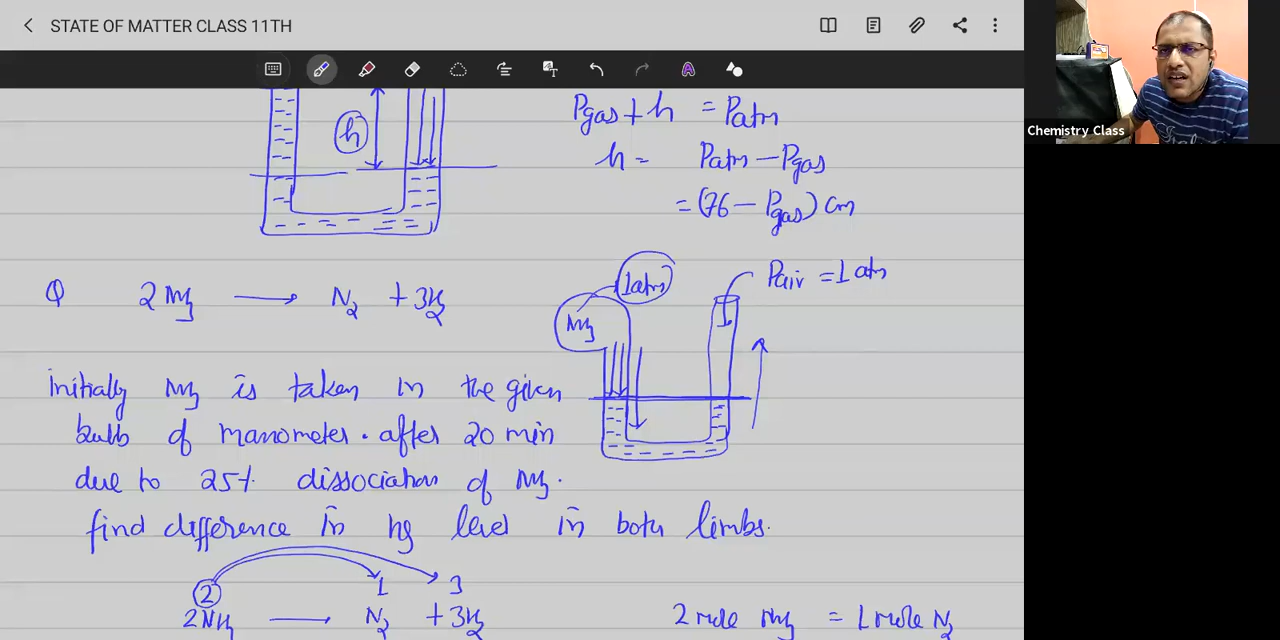 STATE OF MATTER CLASS 11TH
Chemistry Class
Pgas + h = Patm
h = Patm - Pgas
= (76 - Pgas) cm
h
Q 2NH3 → N2 + 3H2
1atm
NH3
Pair = 1 atm
initially NH3 is taken in the given
bulb of manometer. after 20 min
due to 25% dissociation of NH3.
find difference in hg level in both limbs.
2 1 3
2NH3 → N2 + 3H2
2 mole NH3 = 1 mole N2